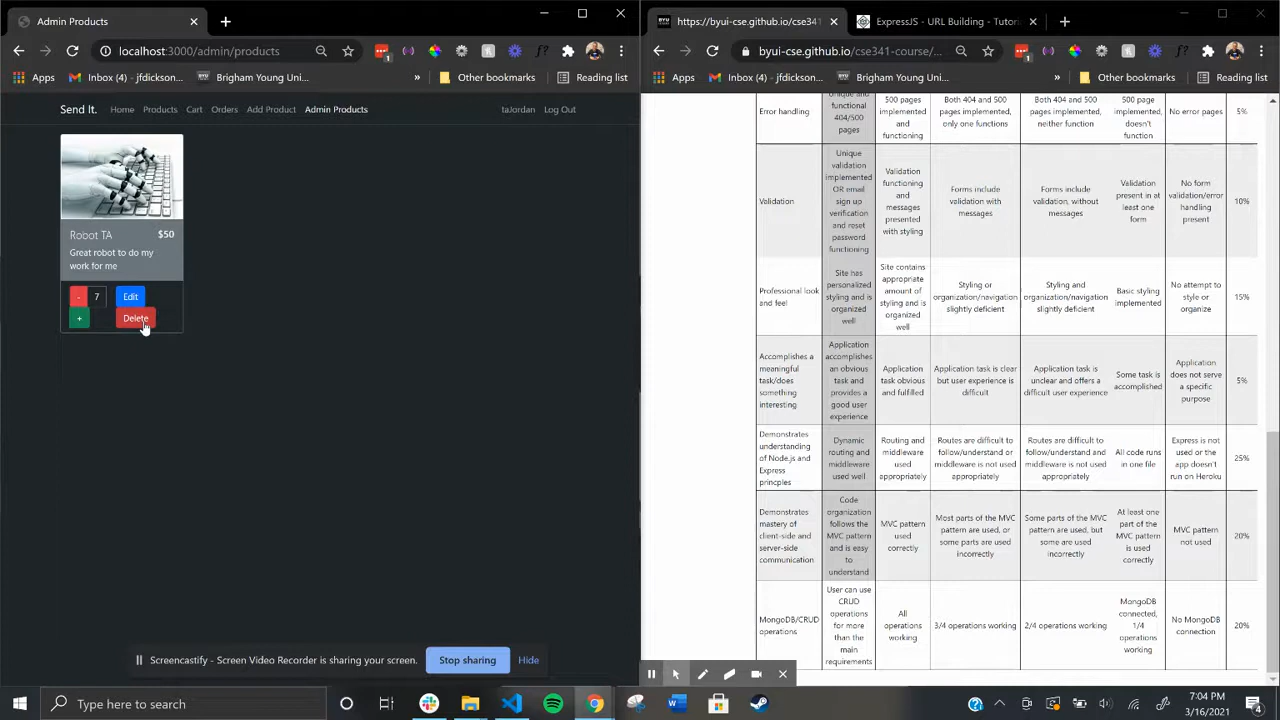 Admin Products
localhost:3000/admin/products
Apps
Inbox (4) - jfdickson...
BYU
Brigham Young Uni...
»
Other bookmarks
Reading list
Send It.
Home
Products
Cart
Orders
Add Product
Admin Products
taJordan
Log Out
Robot TA
$50
Great robot to do my
work for me
-
7
+
Edit
Delete
Screencastify - Screen Video Recorder is sharing your screen.
Stop sharing
Hide
https://byui-cse.github.io/cse341
ExpressJS - URL Building - Tutori
byui-cse.github.io/cse341-course/...
Apps
Inbox (4) - jfdickson...
BYU
Brigham Young Uni...
»
Other bookmarks
Reading list
Error handling
functional
404/500
pages
500 pages
implemented
and
functioning
Both 404 and 500
pages implemented,
only one functions
Both 404 and 500
pages implemented,
neither function
500 page
implemented,
doesn't
function
No error pages
5%
Validation
Unique
validation
implemented
OR email
sign up
verification
and reset
password
functioning
Validation
functioning
and
messages
presented
with styling
Forms include
validation with
messages
Forms include
validation, without
messages
Validation
present in at
least one
form
No form
validation/error
handling
present
10%
Professional look
and feel
Site has
personalized
styling and is
organized
well
Site contains
appropriate
amount of
styling and is
organized
well
Styling or
organization/navigation
slightly deficient
Styling and
organization/navigation
slightly deficient
Basic styling
implemented
No attempt to
style or
organize
15%
Accomplishes a
meaningful
task/does
something
interesting
Application
accomplishes
an obvious
task and
provides a
good user
experience
Application
task obvious
and fulfilled
Application task is clear
but user experience is
difficult
Application task is
unclear and offers a
difficult user experience
Some task is
accomplished
Application
does not serve
a specific
purpose
5%
Demonstrates
understanding
of Node.js and
Express
princples
Dynamic
routing and
middleware
used well
Routing and
middleware
used
appropriately
Routes are difficult to
follow/understand or
middleware is not used
appropriately
Routes are difficult to
follow/understand and
middleware is not used
appropriately
All code runs
in one file
Express is not
used or the
app doesn't
run on Heroku
25%
Demonstrates
mastery of
client-side and
server-side
communication
Code
organization
follows the
MVC pattern
and is easy
to
understand
MVC pattern
used
correctly
Most parts of the MVC
pattern are used, or
some parts are used
incorrectly
Some parts of the MVC
pattern are used, but
some are used
incorrectly
At least one
part of the
MVC pattern
is used
correctly
MVC pattern
not used
20%
MongoDB/CRUD
operations
User can use
CRUD
operations for
more than the
main
requirements
All
operations
working
3/4 operations working
2/4 operations working
MongoDB
connected,
1/4
operations
working
No MongoDB
connection
20%
Type here to search
7:04 PM
3/16/2021
4